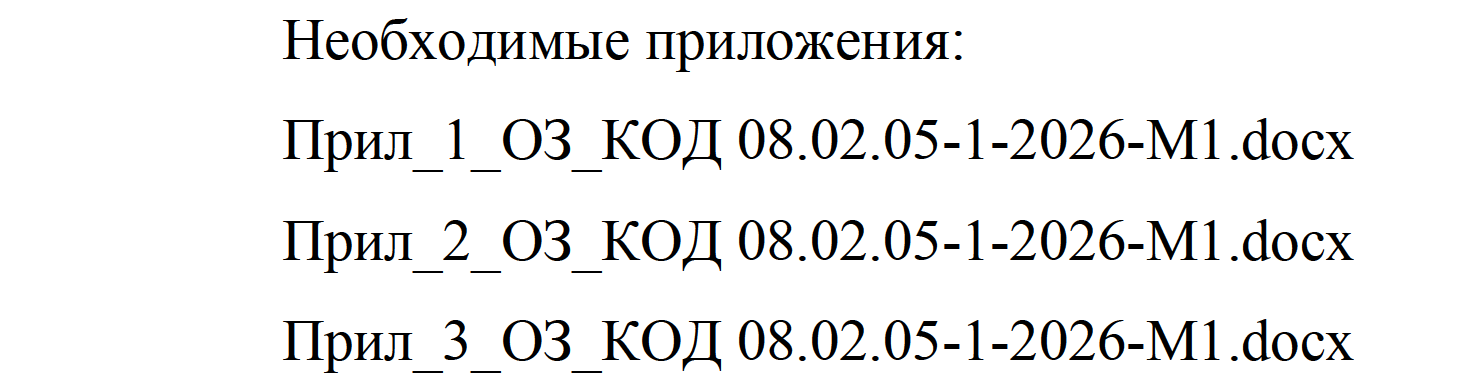 Необходимые приложения:
Прил_1_ОЗ_КОД 08.02.05-1-2026-М1.docx
Прил_2_ОЗ_КОД 08.02.05-1-2026-М1.docx
Прил_3_ОЗ_КОД 08.02.05-1-2026-М1.docx